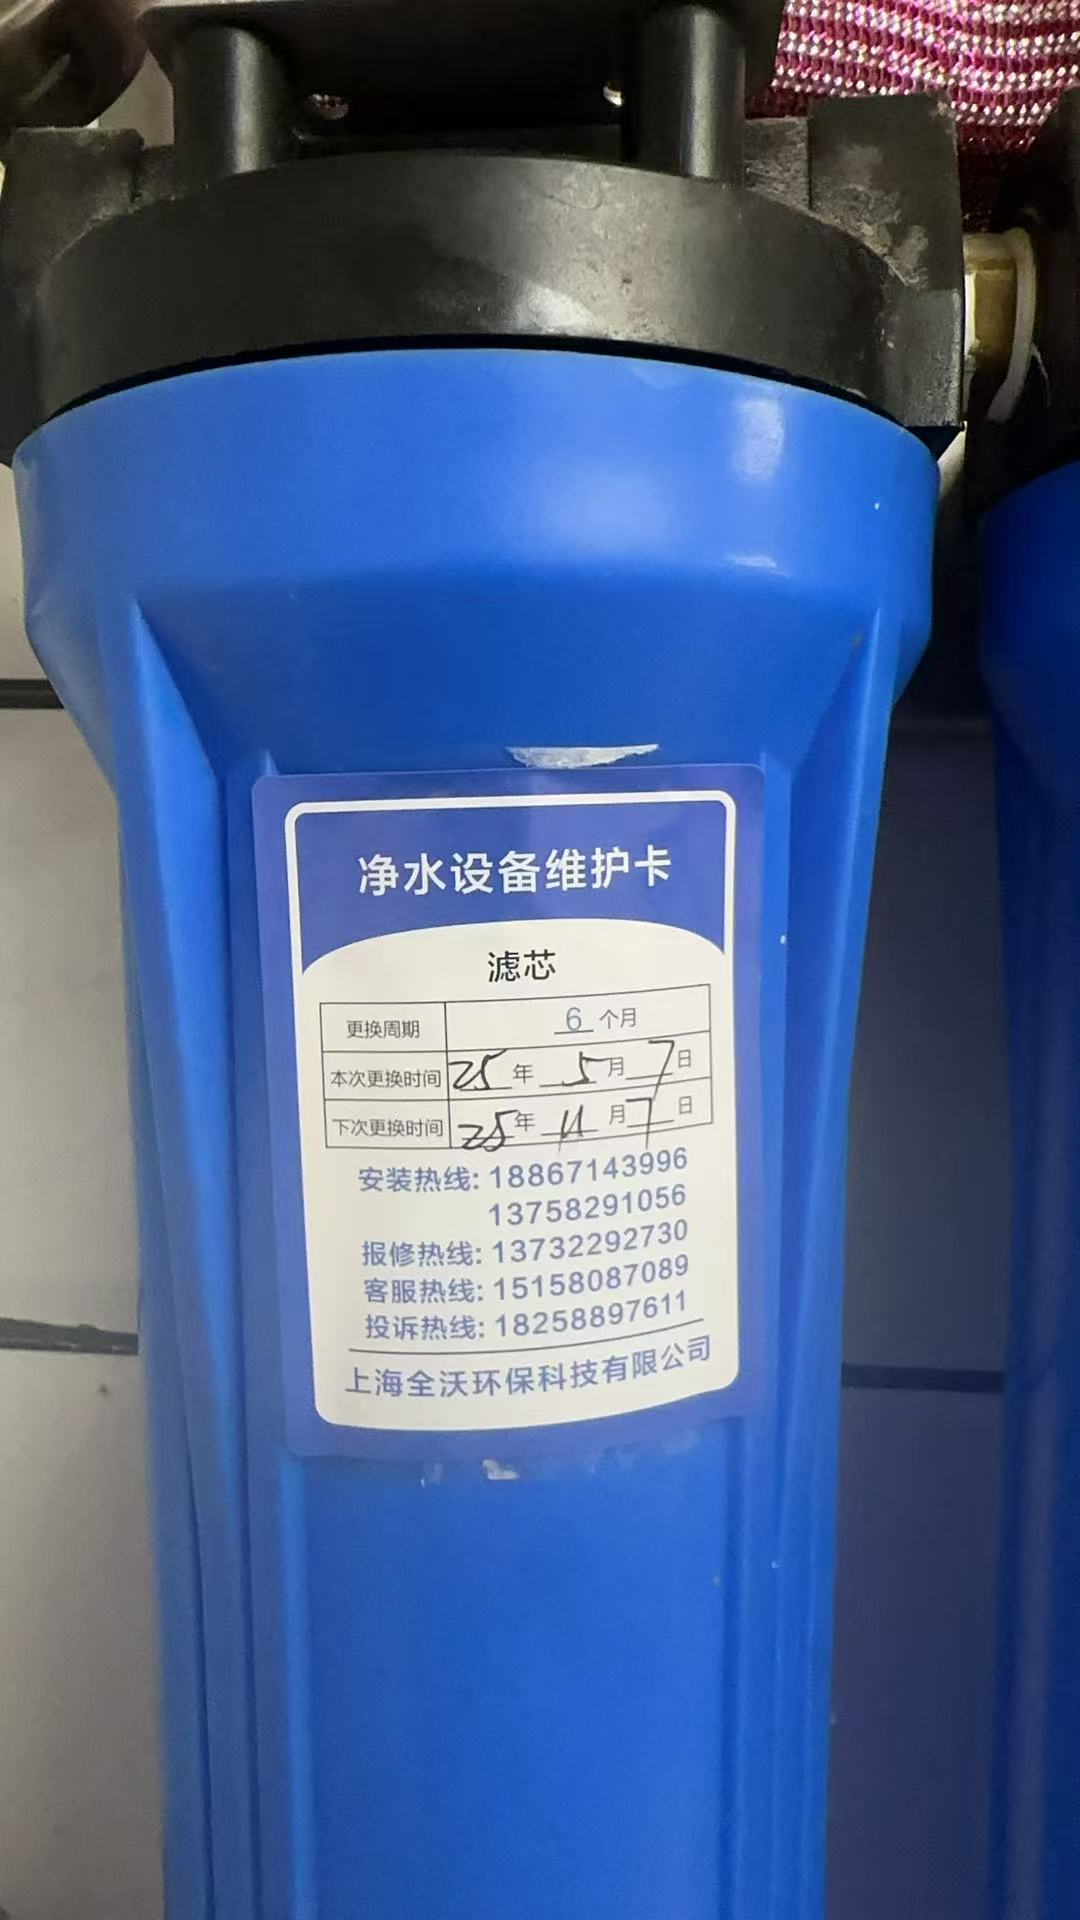 净水设备维护卡
滤芯
更换周期 6 个月
本次更换时间 25 年 5 月 7 日
下次更换时间 25 年 11 月 7 日
安装热线: 18867143996
13758291056
报修热线: 13732292730
客服热线: 15158087089
投诉热线: 18258897611
上海全沃环保科技有限公司